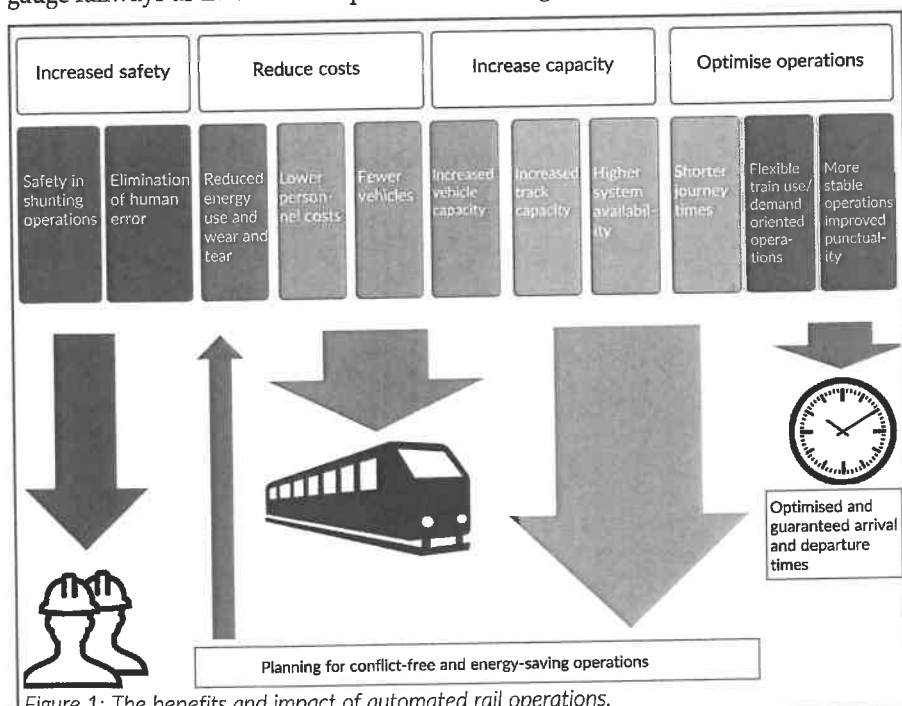 Increased safety
Reduce costs
Increase capacity
Optimise operations
Safety in
shunting
operations
Elimination
of human
error
Reduced
energy
use and
wear and
tear
Lower
person-
nel costs
Fewer
vehicles
Increased
vehicle
capacity
Increased
track
capacity
Higher
system
availabil-
ity
Shorter
journey
times
Flexible
train use/
demand
oriented
opera-
tions
More
stable
operations
improved
punctual-
ity
Optimised and
guaranteed arrival
and departure
times
Planning for conflict-free and energy-saving operations
Figure 1: The benefits and impact of automated rail operations.